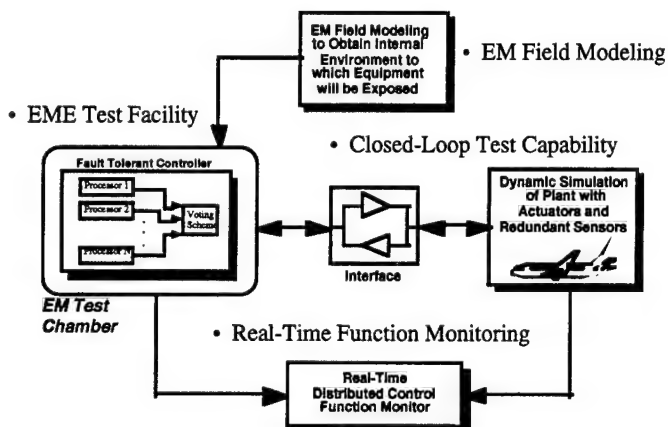 EM Field Modeling
to Obtain Internal
Environment to
which Equipment
will be Exposed
• EM Field Modeling
• EME Test Facility
• Closed-Loop Test Capability
Fault Tolerant Controller
Processor 1
Processor 2
Processor N
Voting
Scheme
Interface
Dynamic Simulation
of Plant with
Actuators and
Redundant Sensors
EM Test
Chamber
• Real-Time Function Monitoring
Real-Time
Distributed Control
Function Monitor